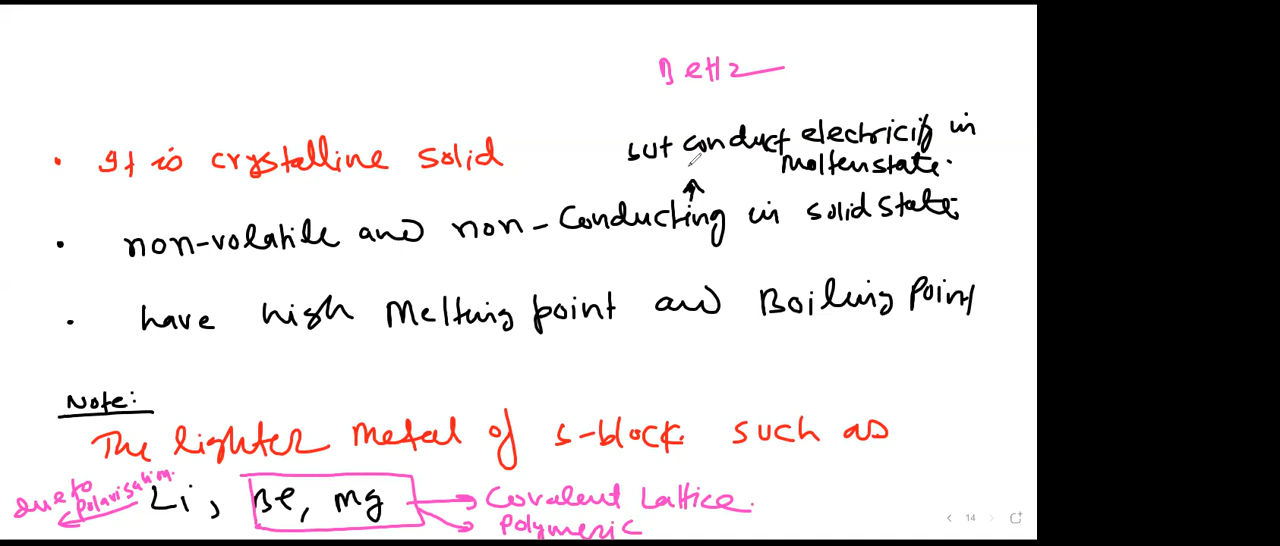 BeH2
but conduct electricity in
molten state.
• It is crystalline solid
• non-volatile and non-conducting in solid state
• have high Melting point and Boiling Point
Note:
The lighter metal of s-block such as
due to
polarisation.
Li, Be, Mg
Covalent Lattice.
Polymeric
14